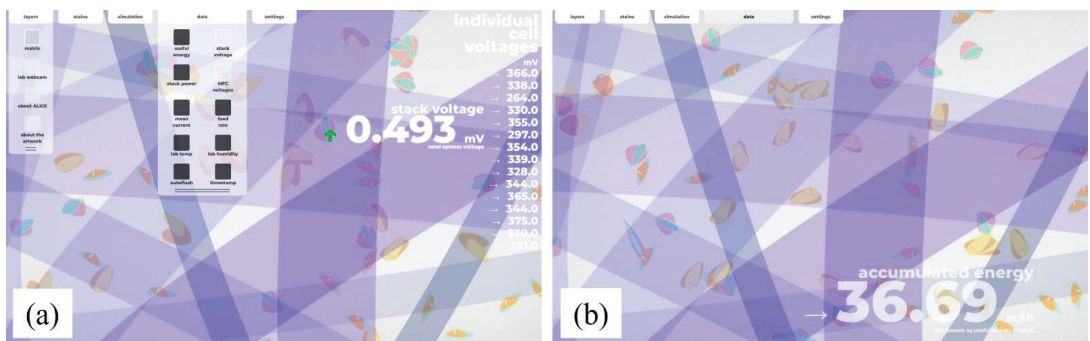 layers
stains
simulation
data
settings
matrix
lab webcam
about ALICE
about the
artwork
useful
energy
stack
voltage
stack power
MFC
voltages
mean
current
feed
rate
lab temp
lab humidity
autoflush
timestamp
individual
cell
voltages
mV
→ 366.0
→ 338.0
→ 264.0
→ 330.0
→ 355.0
→ 297.0
→ 354.0
→ 339.0
→ 328.0
→ 344.0
→ 365.0
→ 344.0
→ 375.0
→ 330.0
→ 251.0
stack voltage
↑ 0.493 mV
total system voltage
(a)
layers
stains
simulation
data
settings
accumulated energy
→ 36.69 mAh
(b)